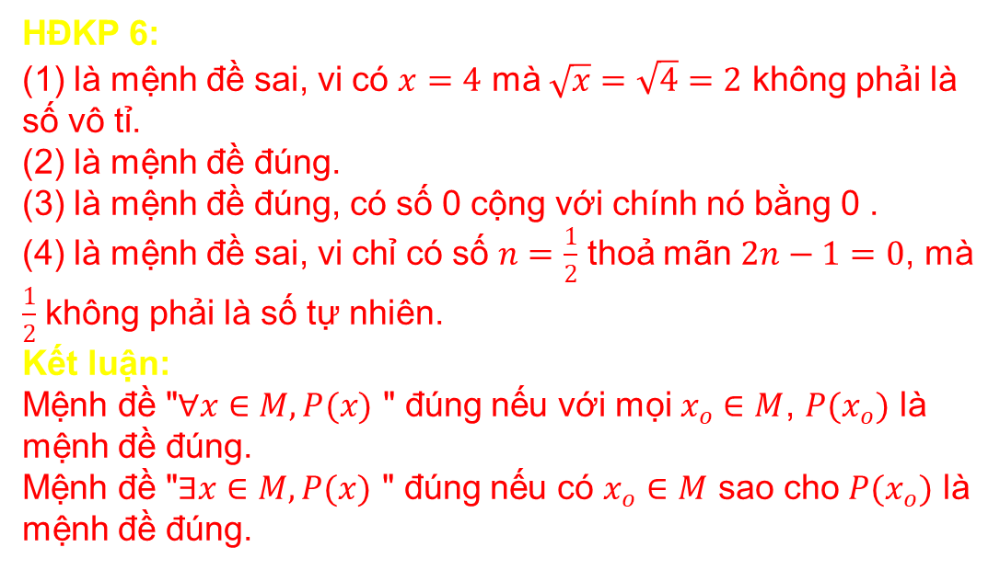 HĐKP 6:
(1) là mệnh đề sai, vi có $x = 4$ mà $\sqrt{x} = \sqrt{4} = 2$ không phải là
số vô tỉ.
(2) là mệnh đề đúng.
(3) là mệnh đề đúng, có số 0 cộng với chính nó bằng 0 .
(4) là mệnh đề sai, vi chỉ có số $n = \frac{1}{2}$ thoả mãn $2n - 1 = 0$, mà
$\frac{1}{2}$ không phải là số tự nhiên.
Kết luận:
Mệnh đề "$\forall x \in M, P(x)$ " đúng nếu với mọi $x_o \in M$, $P(x_o)$ là
mệnh đề đúng.
Mệnh đề "$\exists x \in M, P(x)$ " đúng nếu có $x_o \in M$ sao cho $P(x_o)$ là
mệnh đề đúng.